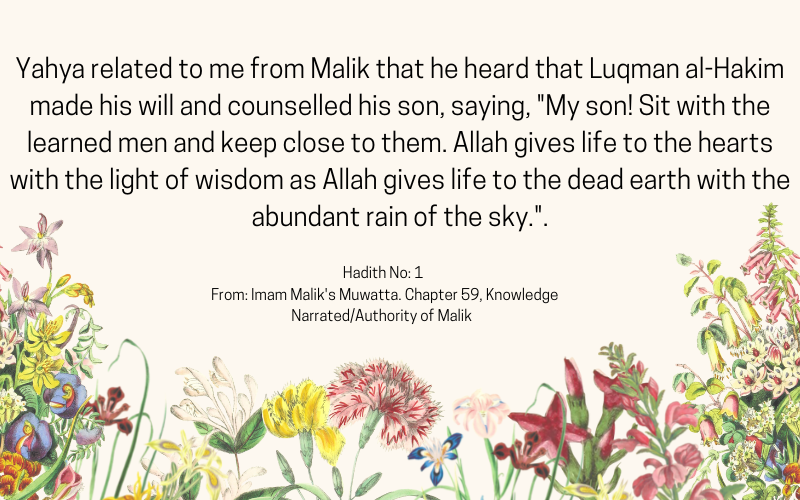 Yahya related to me from Malik that he heard that Luqman al-Hakim
made his will and counselled his son, saying, "My son! Sit with the
learned men and keep close to them. Allah gives life to the hearts
with the light of wisdom as Allah gives life to the dead earth with the
abundant rain of the sky.".
Hadith No: 1
From: Imam Malik's Muwatta. Chapter 59, Knowledge
Narrated/Authority of Malik